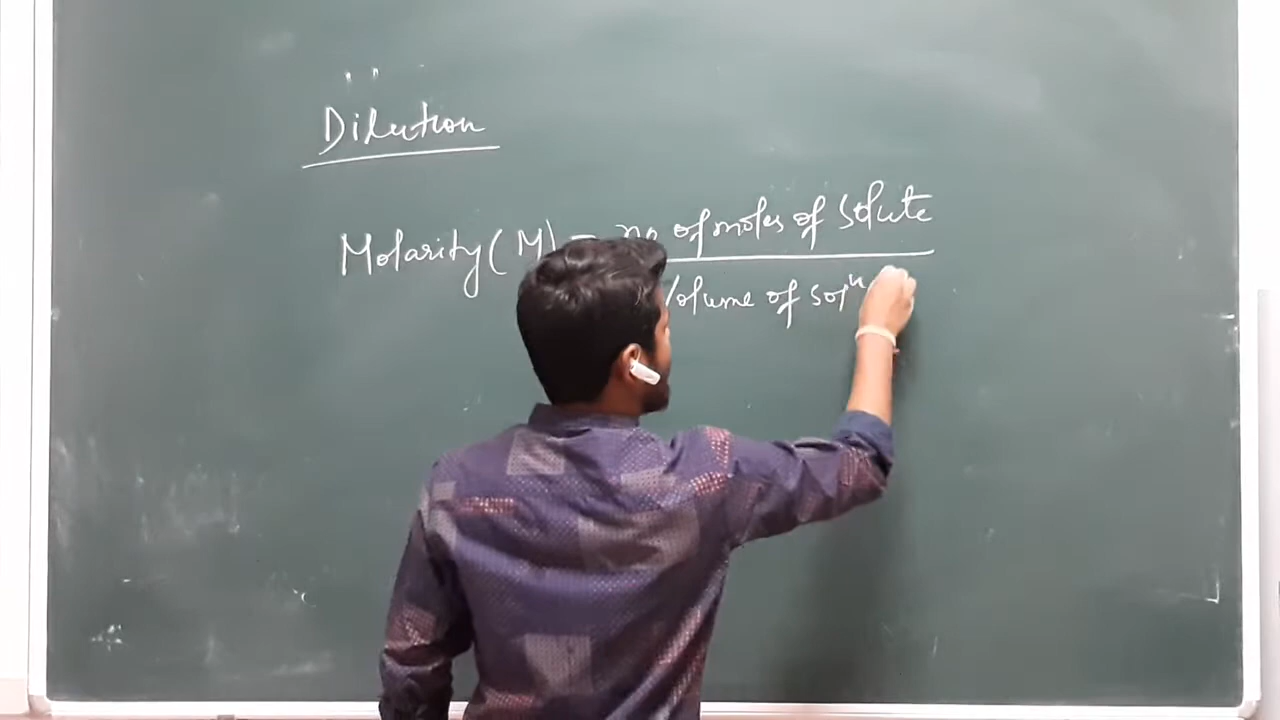 Dilution
Molarity (M) = no of moles of solute
Volume of solⁿ